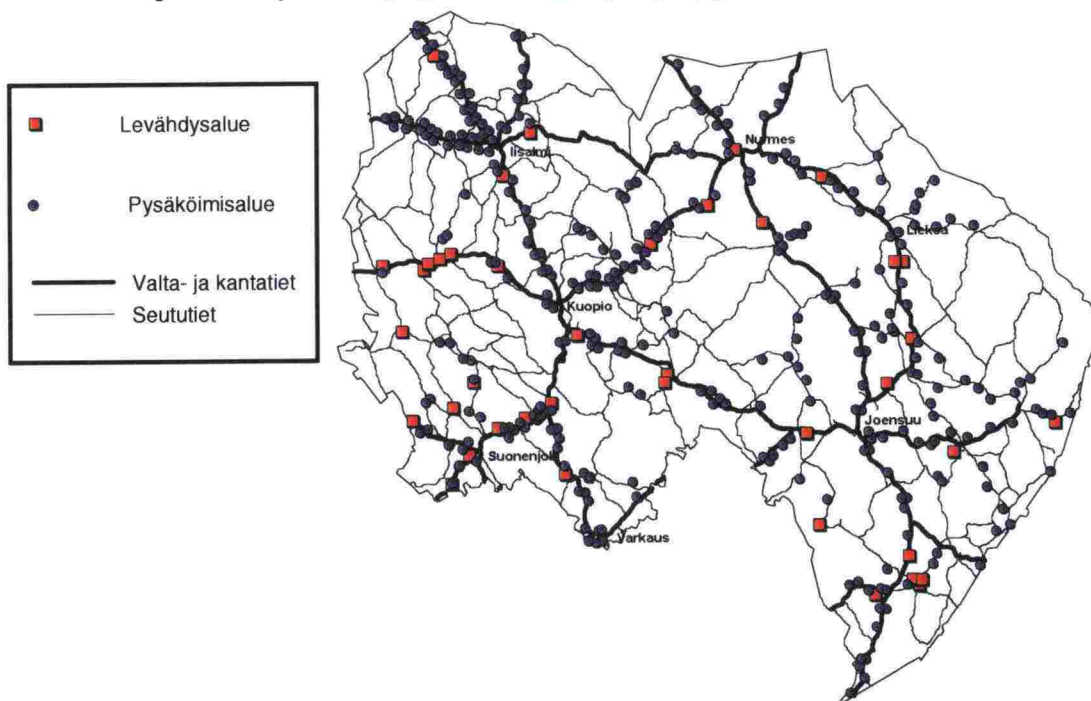 Levähdysalue
Pysäköimisalue
Valta- ja kantatiet
Seututiet
Iisalmi
Nurmes
Lieksa
Kuopio
Joensuu
Suonenjoki
Varkaus